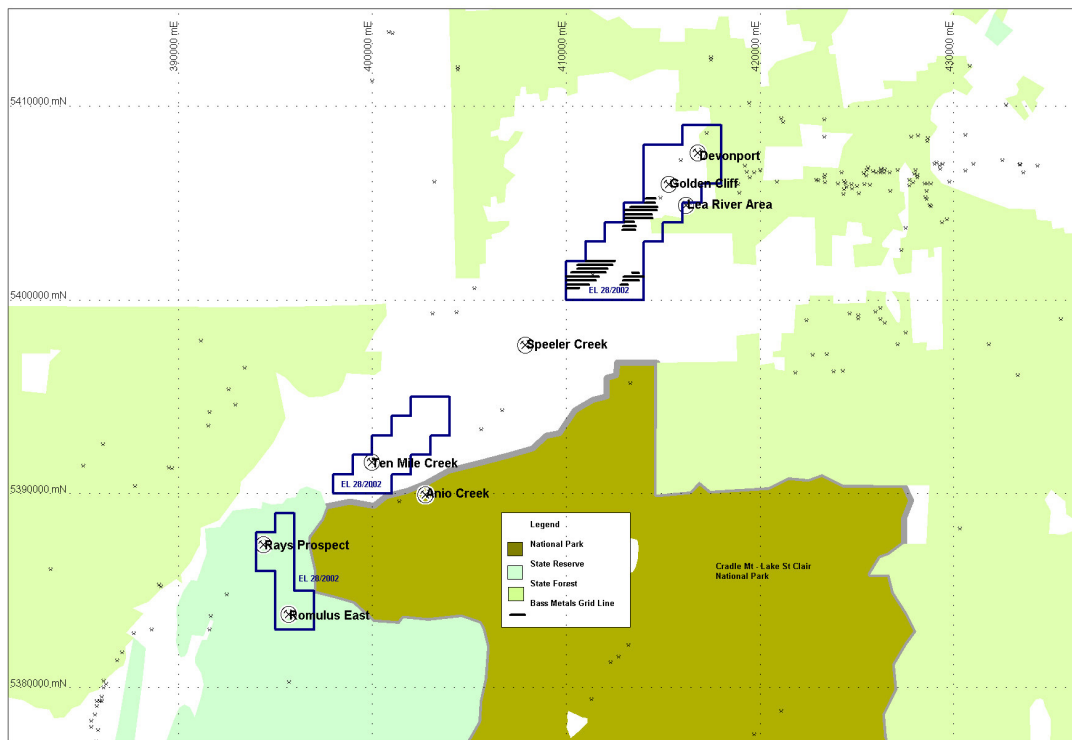 390000 mE
400000 mE
410000 mE
420000 mE
430000 mE
5410000 mN
Devonport
Golden Cliff
Lea River Area
5400000 mN
EL 28/2002
Speeler Creek
Ten Mile Creek
EL 28/2002
5390000 mN
Anio Creek
Legend
National Park
State Reserve
State Forest
Bass Metals Grid Line
Rays Prospect
EL 28/2002
Cradle Mt - Lake St Clair
National Park
Romulus East
5380000 mN